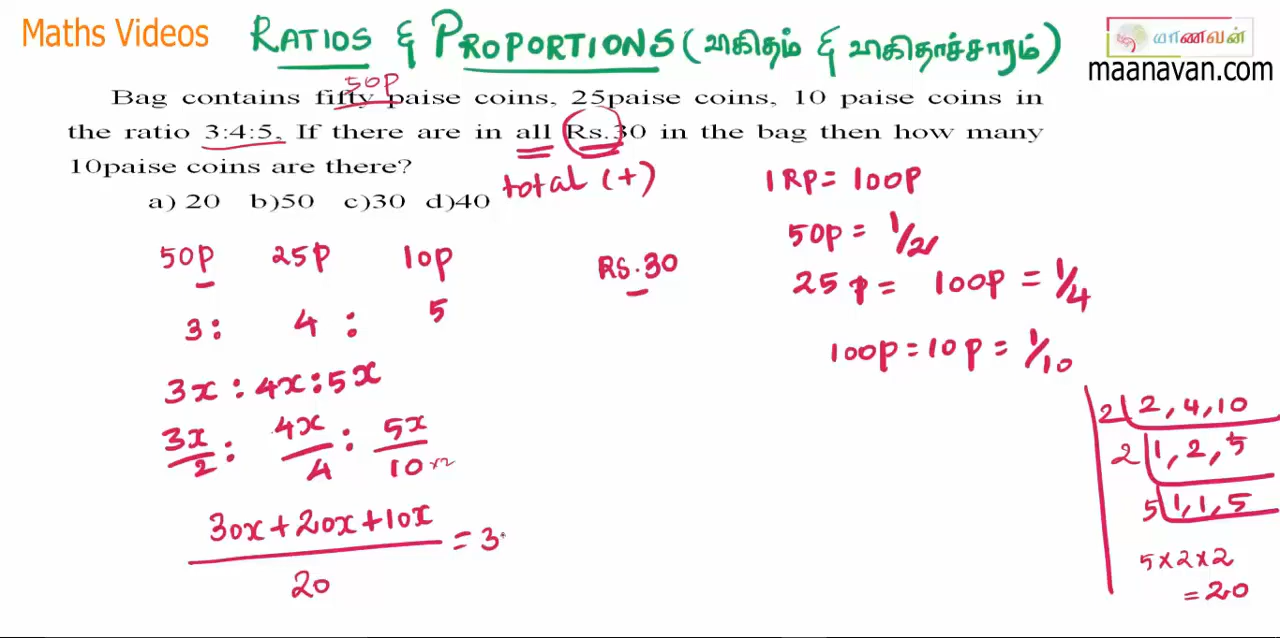 Maths Videos
RATIOS & PROPORTIONS (விகிதம் & விகிதாச்சாரம்)
மாணவன்
maanavan.com
50P
Bag contains fifty paise coins, 25paise coins, 10 paise coins in
the ratio 3:4:5, If there are in all Rs.30 in the bag then how many
10paise coins are there?
total (+)
a) 20 b)50 c)30 d)40
1RP = 100P
50P 25P 10P
RS.30
50P = 1/2
25 P = 100P = 1/4
3: 4 : 5
100P = 10P = 1/10
3x : 4x : 5x
3x/2 : 4x/4 : 5x/10 ×2
30x + 20x + 10x / 20 = 3
2 | 2, 4, 10
2 | 1, 2, 5
5 | 1, 1, 5
5 × 2 × 2
= 20